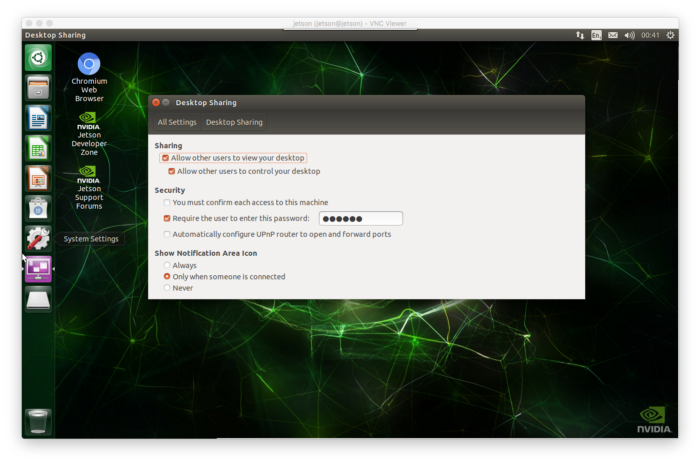 jetson (jetson@jetson) - VNC Viewer
Desktop Sharing
En
00:41
Chromium
Web
Browser
NVIDIA
Jetson
Developer
Zone
NVIDIA
Jetson
Support
Forums
System Settings
Desktop Sharing
All Settings Desktop Sharing
Sharing
Allow other users to view your desktop
Allow other users to control your desktop
Security
You must confirm each access to this machine
Require the user to enter this password: ●●●●●●
Automatically configure UPnP router to open and forward ports
Show Notification Area Icon
Always
Only when someone is connected
Never
NVIDIA